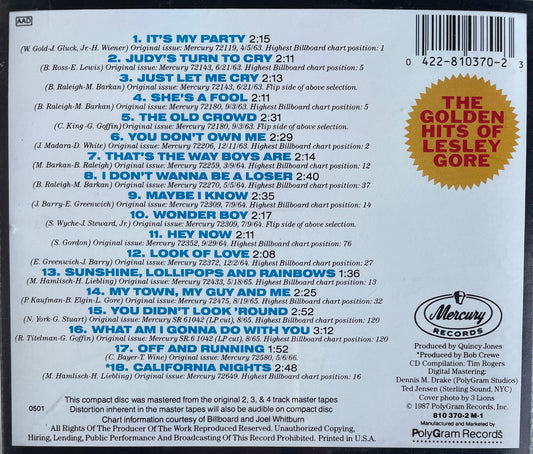 AAD
1. IT'S MY PARTY 2:15
(W. Gold-J. Gluck, Jr.-H. Wiener) Original issue: Mercury 72119, 4/5/63. Highest Billboard chart position: 1
2. JUDY'S TURN TO CRY 2:11
(B. Ross-E. Lewis) Original issue: Mercury 72143, 6/21/63. Highest Billboard chart position: 5
3. JUST LET ME CRY 2:13
(B. Raleigh-M. Barkan) Original issue: Mercury 72143, 6/21/63. Flip side of above selection.
4. SHE'S A FOOL 2:11
(B. Raleigh-M. Barkan) Original issue: Mercury 72180, 9/3/63. Highest Billboard chart position: 5
5. THE OLD CROWD 2:31
(C. King-G. Goffin) Original issue: Mercury 72180, 9/3/63. Flip side of above selection.
6. YOU DON'T OWN ME 2:29
(J. Madara-D. White) Original issue: Mercury 72206, 12/11/63. Highest Billboard chart position: 2
7. THAT'S THE WAY BOYS ARE 2:14
(M. Barkan-B. Raleigh) Original issue: Mercury 72259, 3/9/64. Highest Billboard chart position: 12
8. I DON'T WANNA BE A LOSER 2:40
(B. Raleigh-M. Barkan) Original issue: Mercury 72270, 5/5/64. Highest Billboard chart position: 37
9. MAYBE I KNOW 2:35
(J. Barry-E. Greenwich) Original issue: Mercury 72309, 7/9/64. Highest Billboard chart position: 14
10. WONDER BOY 2:17
(S. Wyche-J. Steward, Jr.) Original issue: Mercury 72309, 7/9/64. Flip side of above selection.
11. HEY NOW 2:11
(S. Gordon) Original issue: Mercury 72352, 9/29/64. Highest Billboard chart position: 76
12. LOOK OF LOVE 2:08
(E. Greenwich-J. Barry) Original issue: Mercury 72372, 12/2/64. Highest Billboard chart position: 27
13. SUNSHINE, LOLLIPOPS AND RAINBOWS 1:36
(M. Hamlisch-H. Liebling) Original issue: Mercury 72433, 5/18/65. Highest Billboard chart position: 13
14. MY TOWN, MY GUY AND ME 2:25
(P. Kaufman-B. Elgin-L. Gore) Original issue: Mercury 72475, 8/19/65. Highest Billboard chart position: 32
15. YOU DIDN'T LOOK 'ROUND 2:52
(N. York-G. Stuart) Original issue: Mercury SR 61042 (LP cut), 8/65. Highest Billboard chart position: 120
16. WHAT AM I GONNA DO WITH YOU 3:12
(R. Titelman-G. Goffin) Original issue: Mercury SR.6 1042 (LP cut), 8/65. Highest Billboard chart position: 120
17. OFF AND RUNNING 1:52
(C. Bayer-T. Wine) Original issue: Mercury 72580, 5/6/66.
*18. CALIFORNIA NIGHTS 2:48
(M. Hamlisch-H. Liebling) Original issue: Mercury 72649. Highest Billboard chart position: 16
This compact disc was mastered from the original 2, 3, & 4 track master tapes
0501
Distortion inherent in the master tapes will also be audible on compact disc
Chart information courtesy of Billboard and Joel Whitburn
All Rights Of The Producer Of The Work Reproduced Reserved. Unauthorized Copying,
Hiring, Lending, Public Performance And Broadcasting Of This Record Prohibited. Printed in U.S.A.
0 422-810370-2 3
THE
GOLDEN
HITS OF
LESLEY
GORE
Mercury
RECORDS
Produced by Quincy Jones
*Produced by Bob Crewe
CD Compilation: Tim Rogers
Digital Mastering:
Dennis M. Drake (PolyGram Studios)
Ted Jensen (Sterling Sound, NYC)
Cover photo by 3 Lions
℗ 1987 PolyGram Records, Inc.
810 370-2 M-1
Manufactured and Marketed by
PolyGram Records